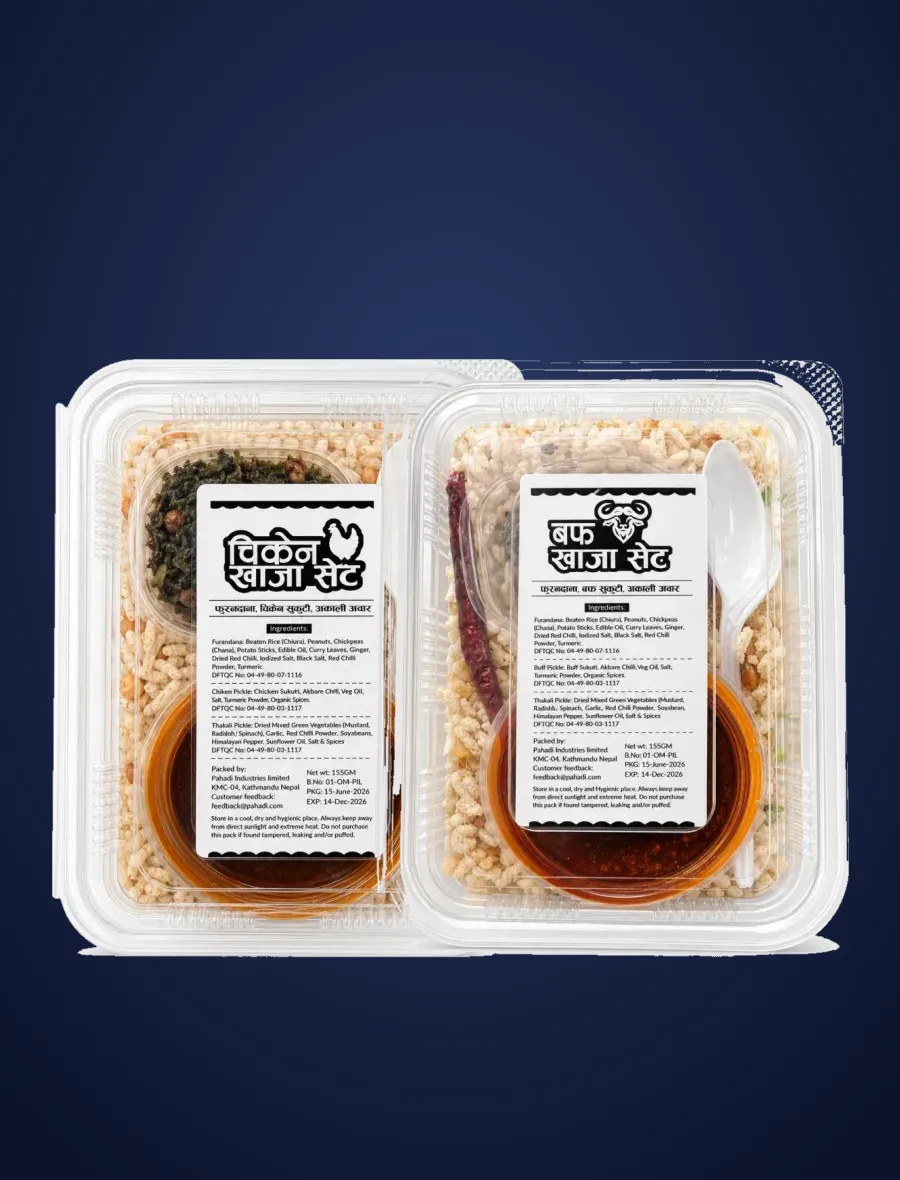 चिकेन
खाजा सेट
फुरनदाना, चिकेन सुकुटी, अकाली अचार
Ingredients:
Furandana: Beaten Rice (Chiura), Peanuts, Chickpeas
(Chana), Potato Sticks, Edible Oil, Curry Leaves, Ginger,
Dried Red Chilli, Iodized Salt, Black Salt, Red Chilli
Powder, Turmeric.
DFTQC No: 04-49-80-07-1116
Chiken Pickle: Chicken Sukuti, Akbare Chilli, Veg Oil,
Salt, Turmeric Powder, Organic Spices.
DFTQC No: 04-49-80-03-1117
Thakali Pickle: Dried Mixed Green Vegetables (Mustard,
Radish, Spinach), Garlic, Red Chilli Powder, Soyabeans,
Himalayan Pepper, Sunflower Oil, Salt & Spices
DFTQC No: 04-49-80-03-1117
Packed by:
Pahadi Industries limited
KMC-04, Kathmandu Nepal
Customer feedback:
feedback@pahadi.com
Net wt: 155GM
B.No: 01-OM-PIL
PKG: 15-June-2026
EXP: 14-Dec-2026
Store in a cool, dry and hygienic place. Always keep away
from direct sunlight and extreme heat. Do not purchase
this pack if found tampered, leaking and/or puffed.
बफ
खाजा सेट
फुरनदाना, बफ सुकुटी, अकाली अचार
Ingredients:
Furandana: Beaten Rice (Chiura), Peanuts, Chickpeas
(Chana), Potato Sticks, Edible Oil, Curry Leaves, Ginger,
Dried Red Chilli, Iodized Salt, Black Salt, Red Chilli
Powder, Turmeric.
DFTQC No: 04-49-80-07-1116
Buff Pickle: Buff Sukuti, Akbare Chilli, Veg Oil, Salt,
Turmeric Powder, Organic Spices.
DFTQC No: 04-49-80-03-1117
Thakali Pickle: Dried Mixed Green Vegetables (Mustard,
Radish, Spinach, Garlic, Red Chilli Powder, Soyabean,
Himalayan Pepper, Sunflower Oil, Salt & Spices
DFTQC No: 04-49-80-03-1117
Packed by:
Pahadi Industries limited
KMC-04, Kathmandu Nepal
Customer feedback:
feedback@pahadi.com
Net wt: 155GM
B.No: 01-OM-PIL
PKG: 15-June-2026
EXP: 14-Dec-2026
Store in a cool, dry and Hygienic place. Always keep away
from direct sunlight and extreme heat. Do not purchase
this pack if found tampered, leaking and/or puffed.